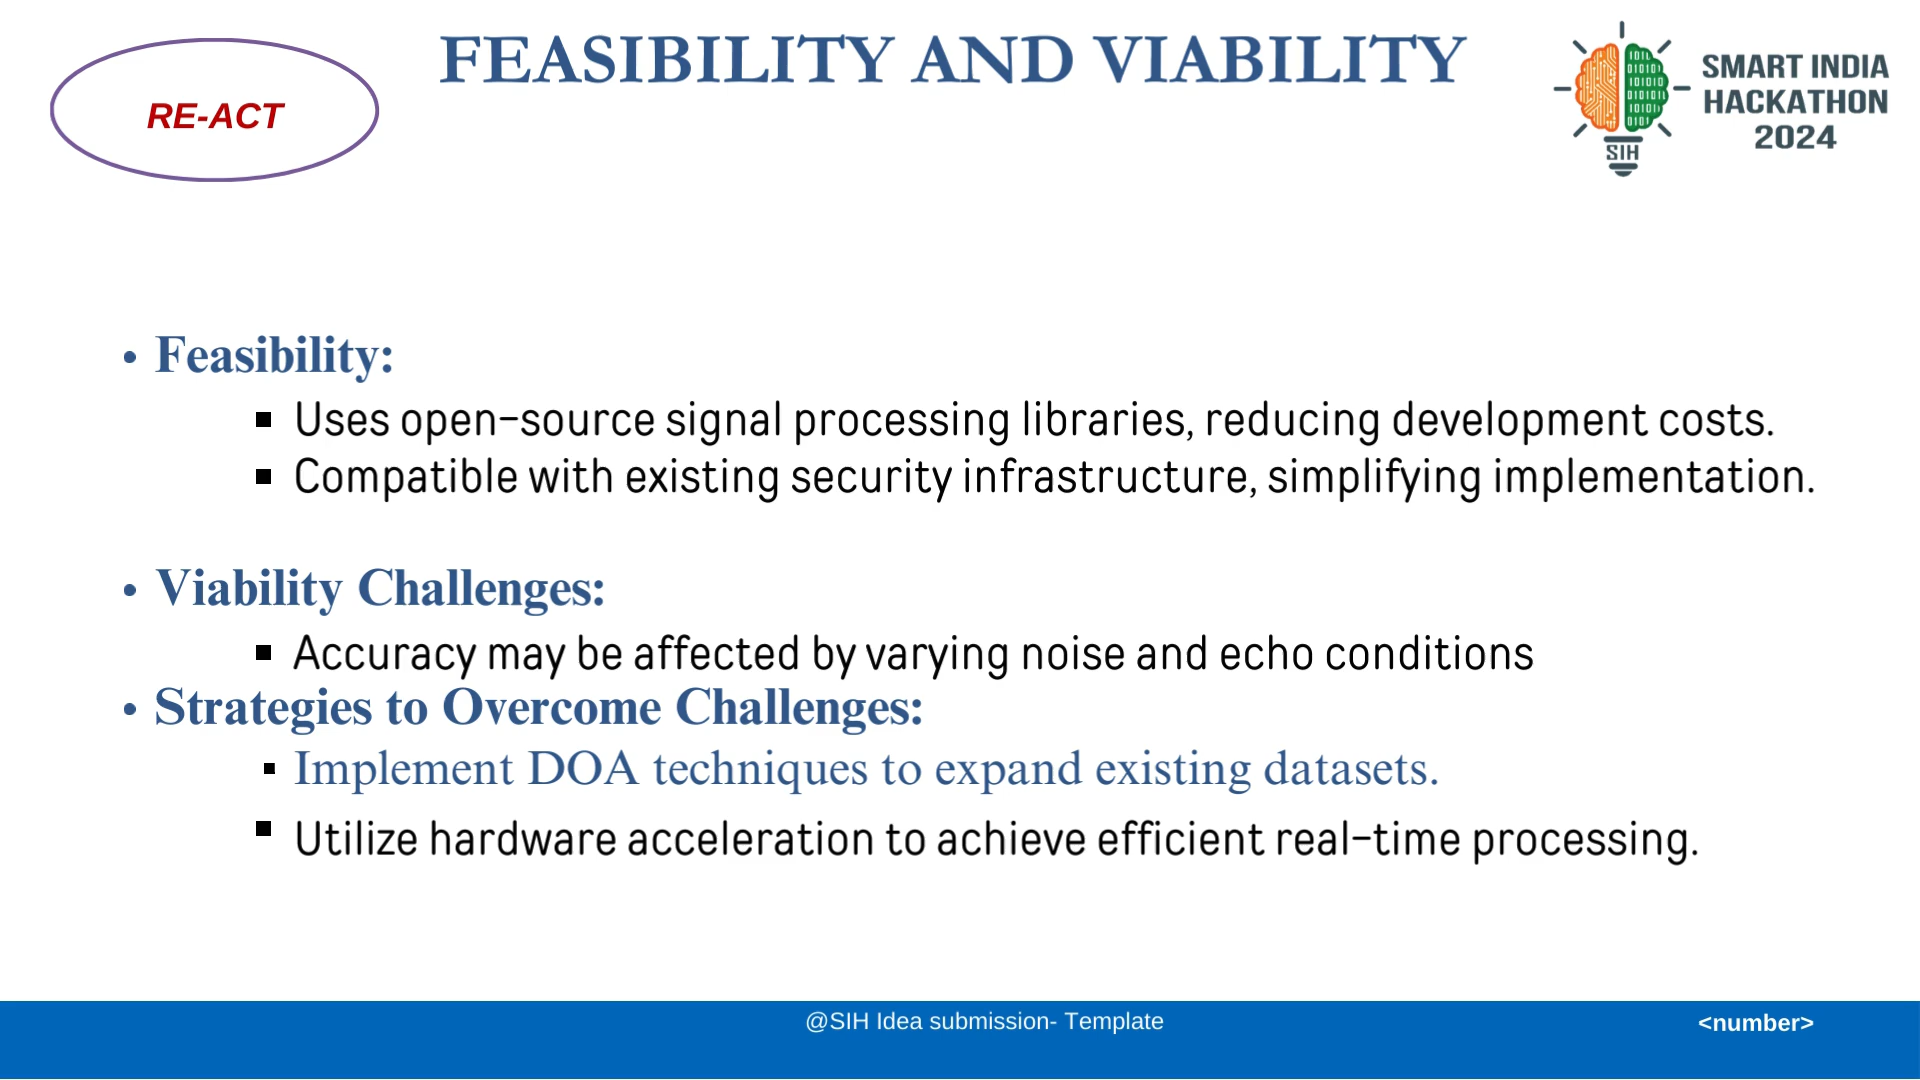 RE-ACT
FEASIBILITY AND VIABILITY
SMART INDIA
HACKATHON
2024
SIH
• Feasibility:
▪ Uses open-source signal processing libraries, reducing development costs.
▪ Compatible with existing security infrastructure, simplifying implementation.
• Viability Challenges:
▪ Accuracy may be affected by varying noise and echo conditions
• Strategies to Overcome Challenges:
▪ Implement DOA techniques to expand existing datasets.
▪ Utilize hardware acceleration to achieve efficient real-time processing.
@SIH Idea submission- Template
<number>